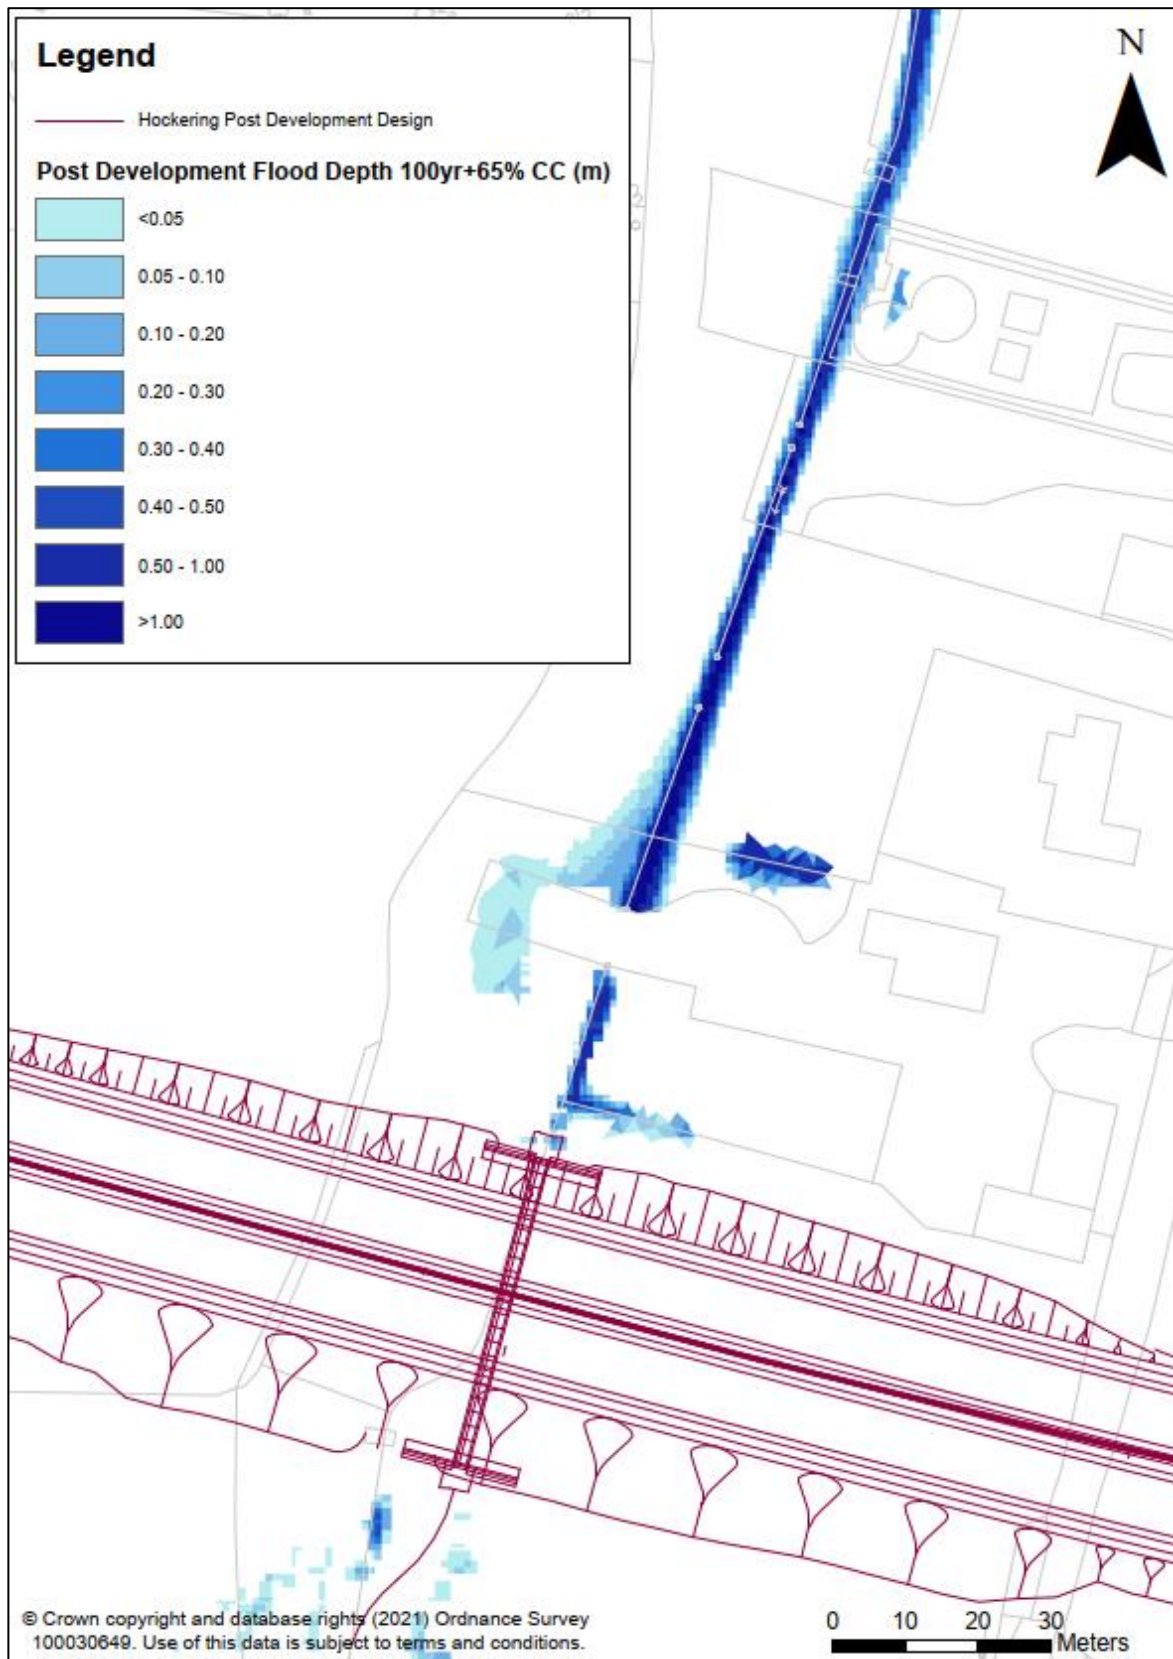 Legend
N
Hockering Post Development Design
Post Development Flood Depth 100yr+65% CC (m)
<0.05
0.05 - 0.10
0.10 - 0.20
0.20 - 0.30
0.30 - 0.40
0.40 - 0.50
0.50 - 1.00
>1.00
© Crown copyright and database rights (2021) Ordnance Survey
100030649. Use of this data is subject to terms and conditions.
0 10 20 30
Meters